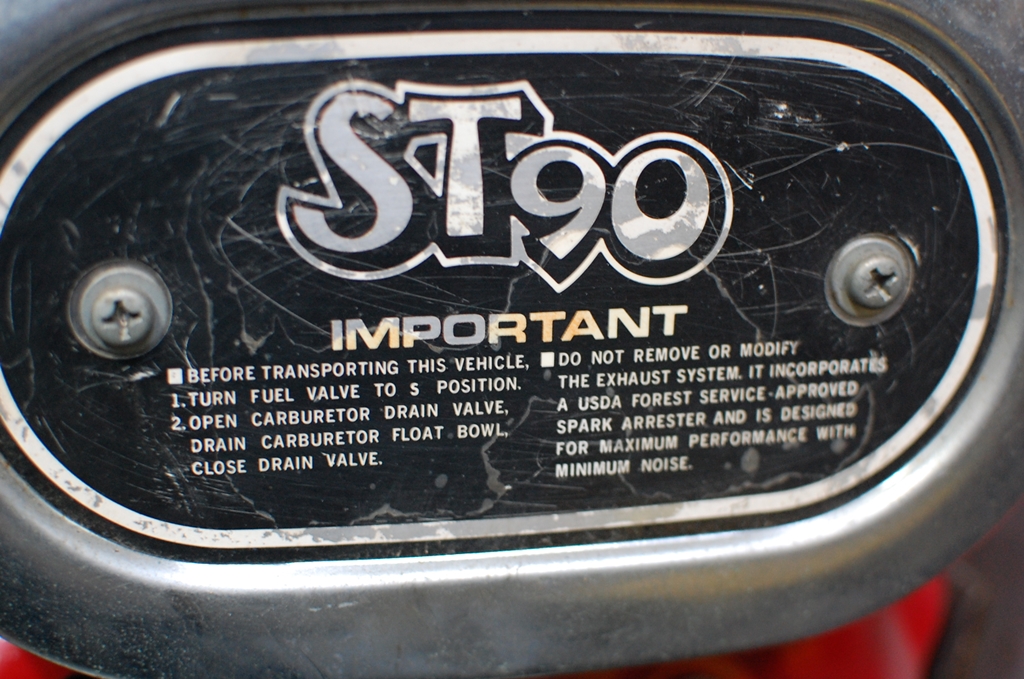 ST90
IMPORTANT
■ BEFORE TRANSPORTING THIS VEHICLE,
1. TURN FUEL VALVE TO S POSITION.
2. OPEN CARBURETOR DRAIN VALVE,
DRAIN CARBURETOR FLOAT BOWL,
CLOSE DRAIN VALVE.
■ DO NOT REMOVE OR MODIFY
THE EXHAUST SYSTEM. IT INCORPORATES
A USDA FOREST SERVICE-APPROVED
SPARK ARRESTER AND IS DESIGNED
FOR MAXIMUM PERFORMANCE WITH
MINIMUM NOISE.